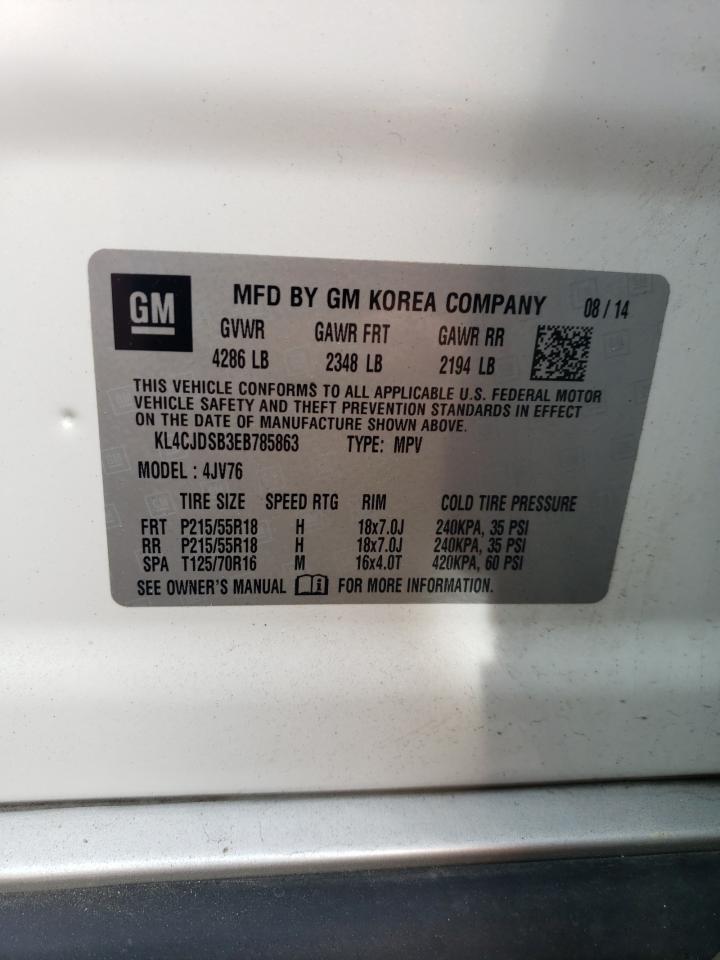 GM MFD BY GM KOREA COMPANY 08 / 14
GVWR GAWR FRT GAWR RR
4286 LB 2348 LB 2194 LB
THIS VEHICLE CONFORMS TO ALL APPLICABLE U.S. FEDERAL MOTOR
VEHICLE SAFETY AND THEFT PREVENTION STANDARDS IN EFFECT
ON THE DATE OF MANUFACTURE SHOWN ABOVE.
KL4CJDSB3EB785863 TYPE: MPV
MODEL : 4JV76
TIRE SIZE SPEED RTG RIM COLD TIRE PRESSURE
FRT P215/55R18 H 18x7.0J 240KPA, 35 PSI
RR P215/55R18 H 18x7.0J 240KPA, 35 PSI
SPA T125/70R16 M 16x4.0T 420KPA, 60 PSI
SEE OWNER'S MANUAL FOR MORE INFORMATION.